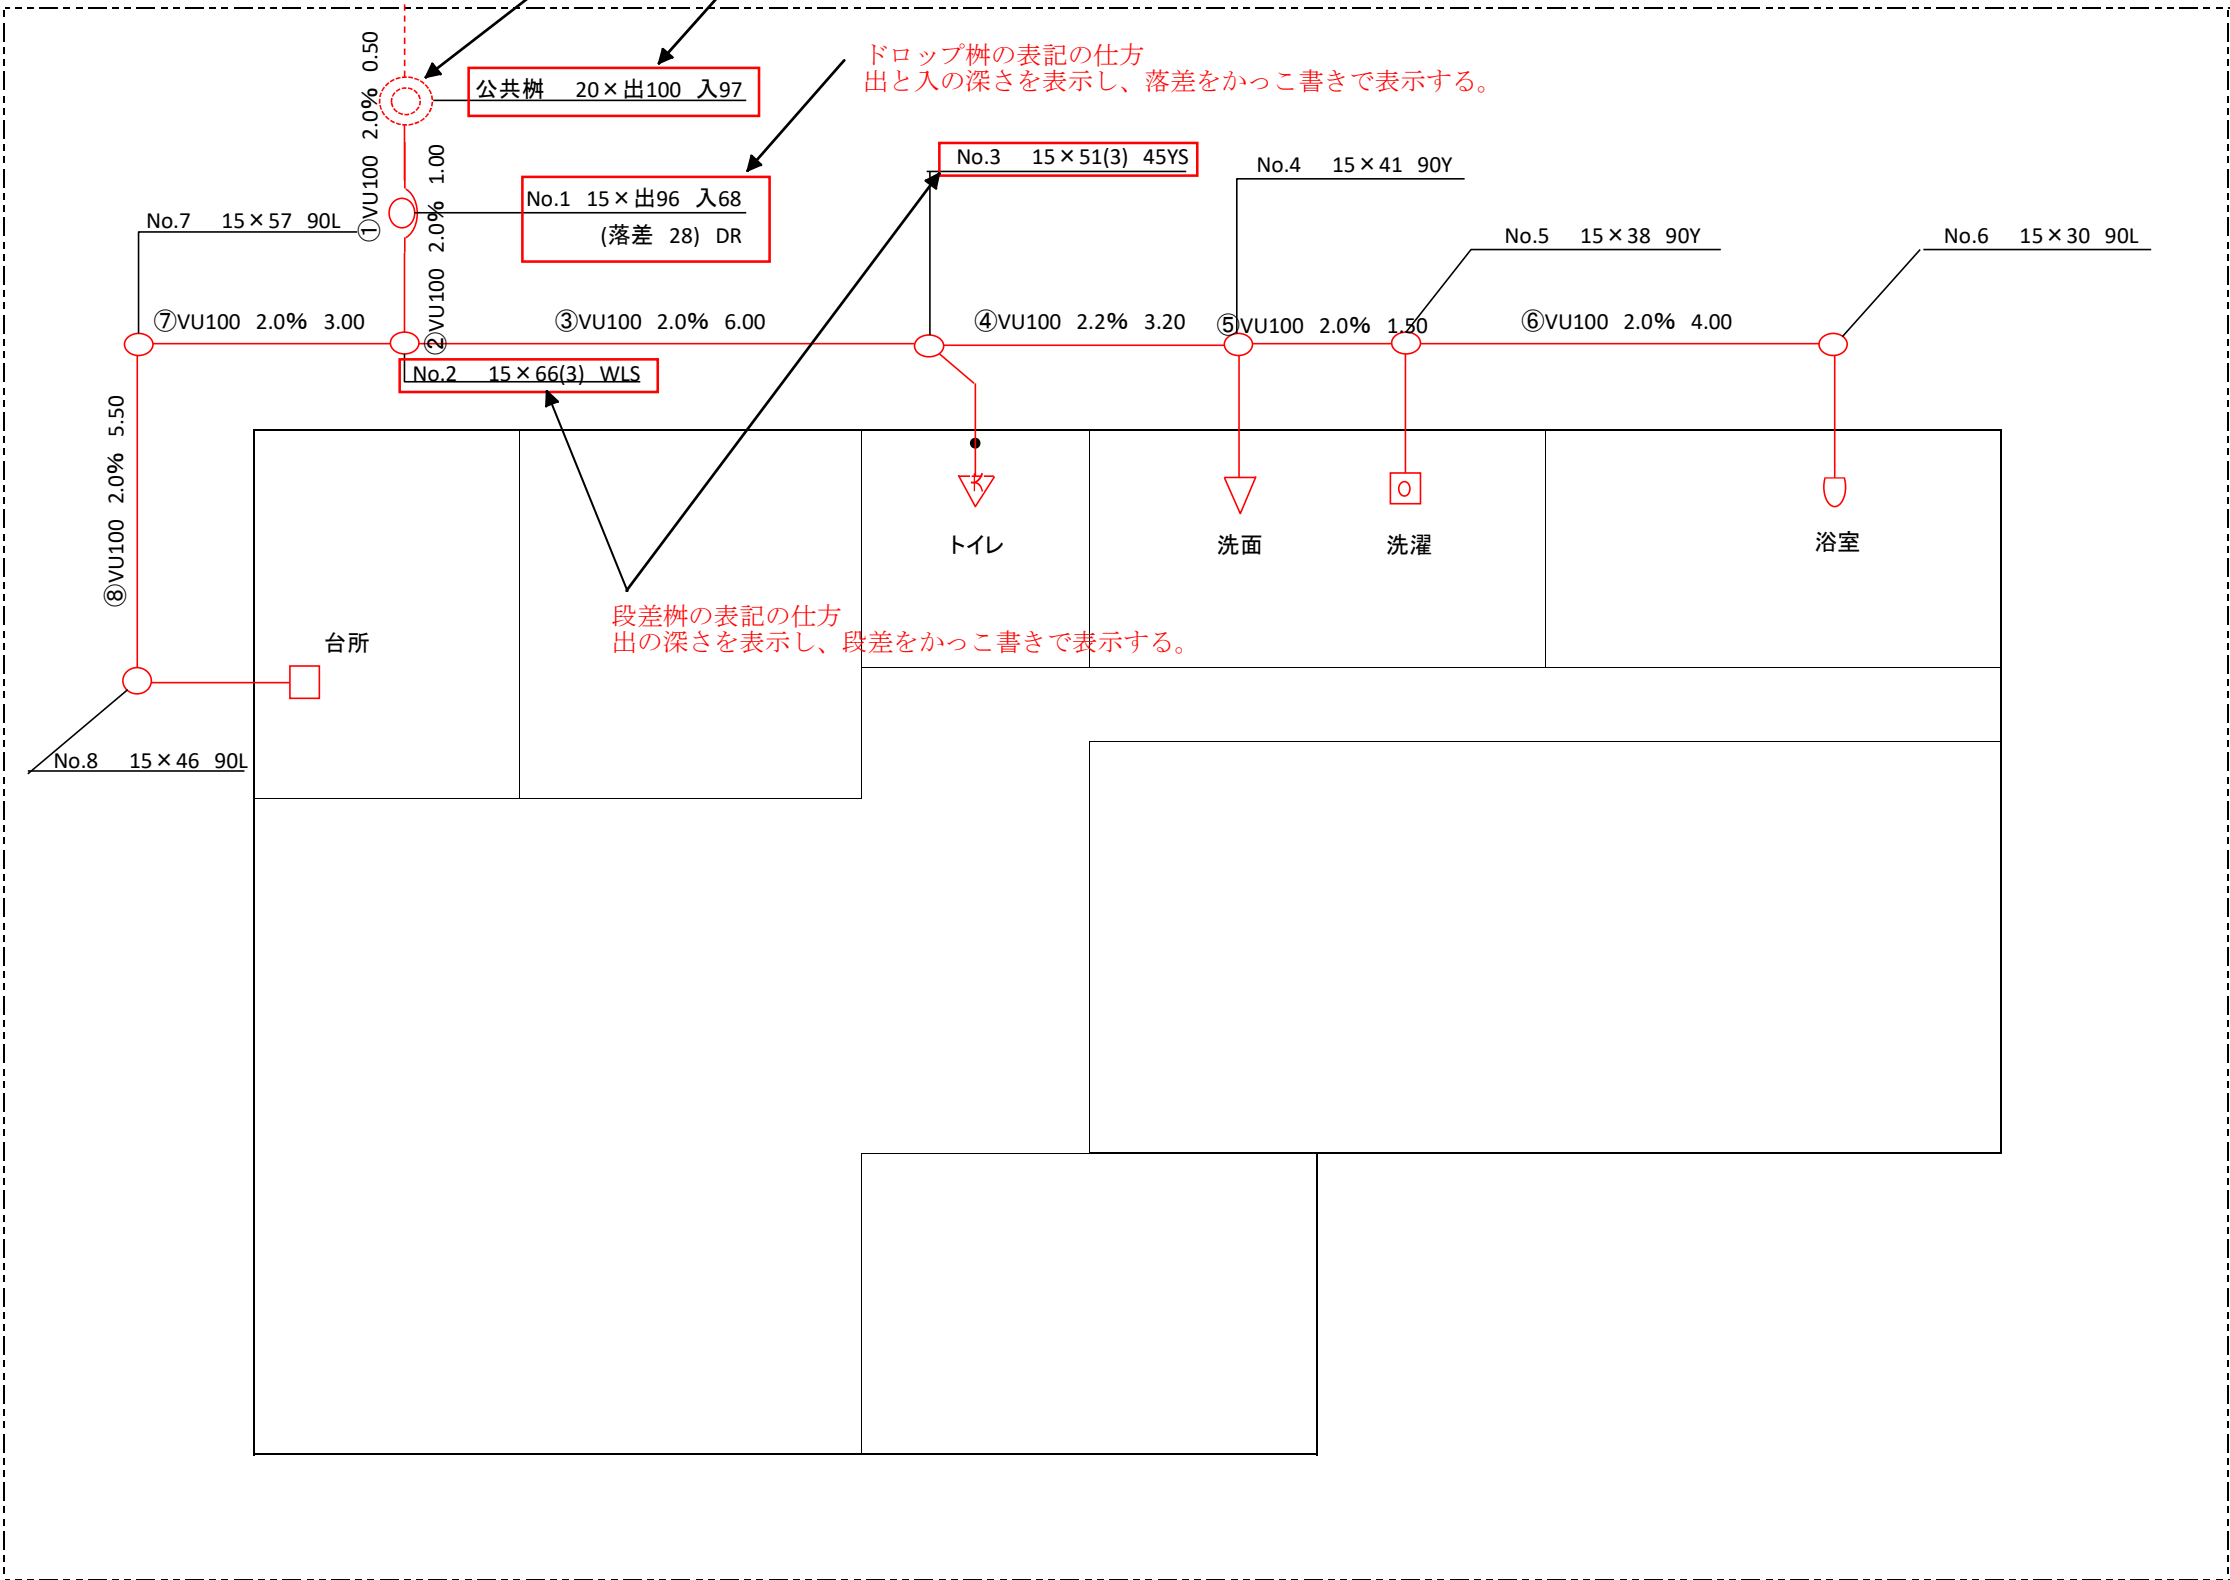 ドロップ桝の表記の仕方
出と入の深さを表示し、落差をかっこ書きで表示する。
公共桝 20×出100 入97
①VU100 2.0% 0.50
No.1 15×出96 入68
(落差 28) DR
②VU100 2.0% 1.00
No.3 15×51(3) 45YS
No.4 15×41 90Y
No.7 15×57 90L
No.5 15×38 90Y
No.6 15×30 90L
⑦VU100 2.0% 3.00
③VU100 2.0% 6.00
④VU100 2.2% 3.20
⑤VU100 2.0% 1.50
⑥VU100 2.0% 4.00
No.2 15×66(3) WLS
⑧VU100 2.0% 5.50
大
トイレ
洗面
洗濯
浴室
段差桝の表記の仕方
出の深さを表示し、段差をかっこ書きで表示する。
台所
No.8 15×46 90L